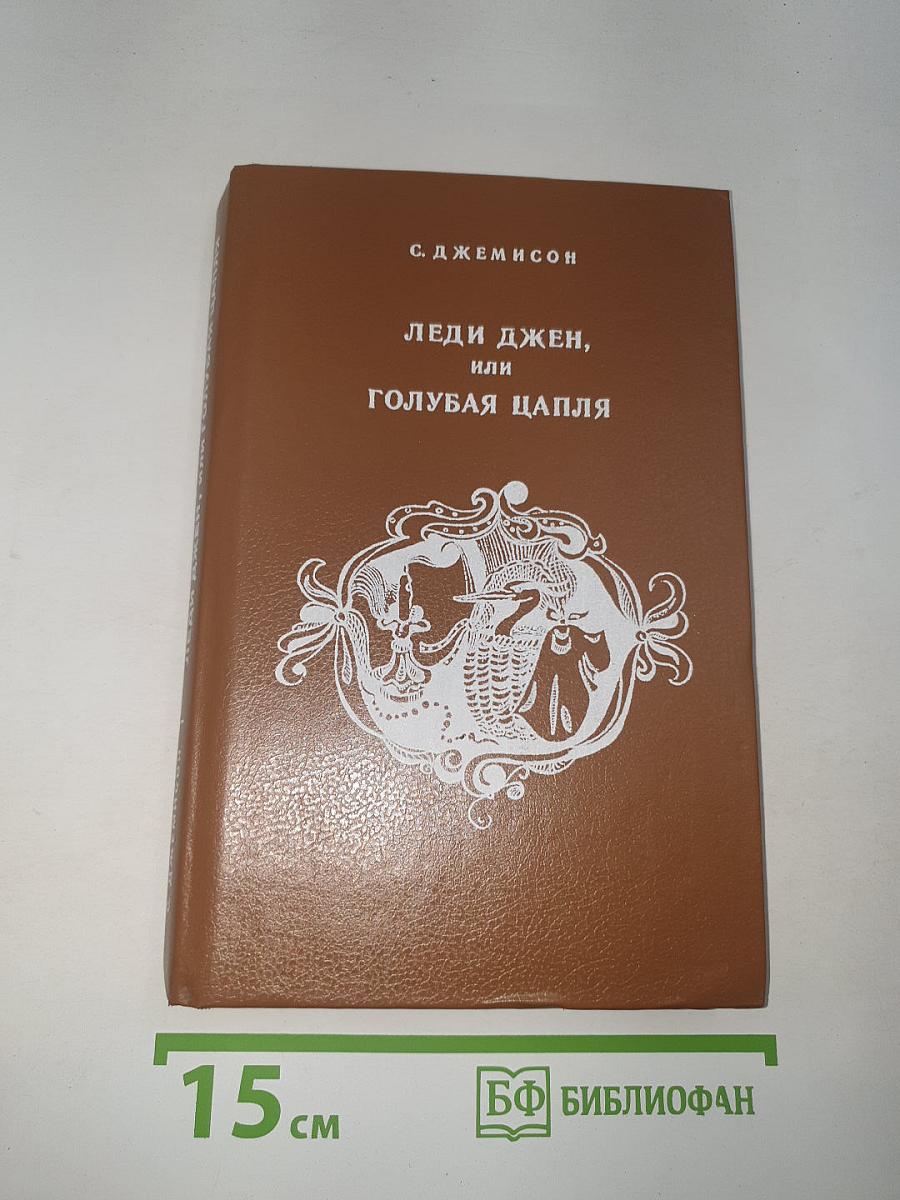 С. ДЖЕМИСОН
ЛЕДИ ДЖЕН,
ИЛИ
ГОЛУБАЯ ЦАПЛЯ
15 см
БФ БИБЛИОФАН